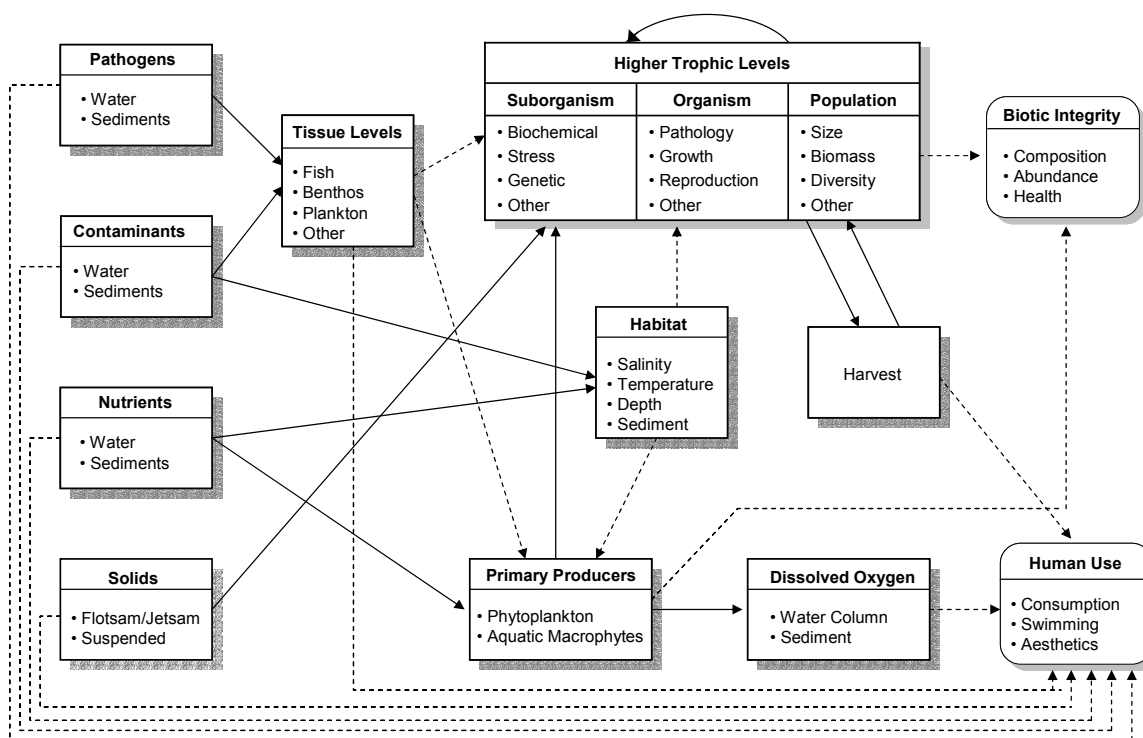 Pathogens
• Water
• Sediments
Contaminants
• Water
• Sediments
Nutrients
• Water
• Sediments
Solids
• Flotsam/Jetsam
• Suspended
Tissue Levels
• Fish
• Benthos
• Plankton
• Other
Higher Trophic Levels
Suborganism
• Biochemical
• Stress
• Genetic
• Other
Organism
• Pathology
• Growth
• Reproduction
• Other
Population
• Size
• Biomass
• Diversity
• Other
Habitat
• Salinity
• Temperature
• Depth
• Sediment
Harvest
Primary Producers
• Phytoplankton
• Aquatic Macrophytes
Dissolved Oxygen
• Water Column
• Sediment
Biotic Integrity
• Composition
• Abundance
• Health
Human Use
• Consumption
• Swimming
• Aesthetics